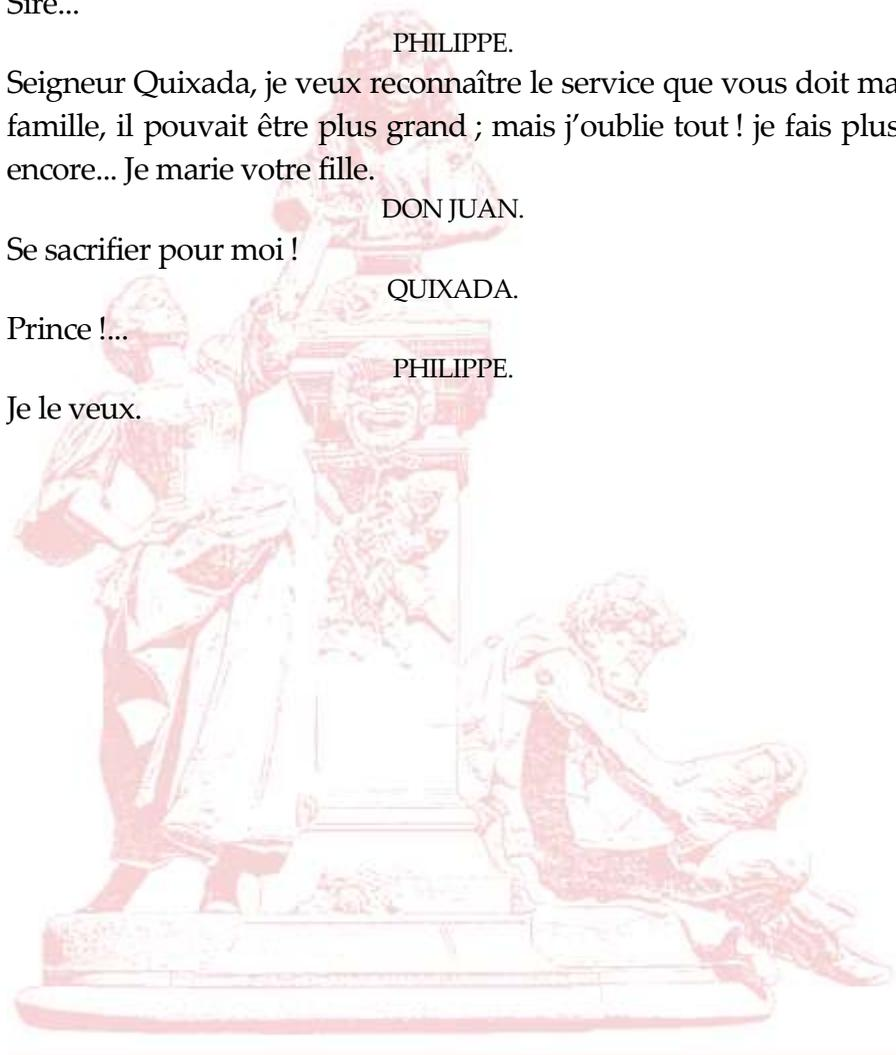 Sire...
PHILIPPE.
Seigneur Quixada, je veux reconnaître le service que vous doit ma
famille, il pouvait être plus grand ; mais j’oublie tout ! je fais plus
encore... Je marie votre fille.
DON JUAN.
Se sacrifier pour moi !
QUIXADA.
Prince !...
PHILIPPE.
Je le veux.